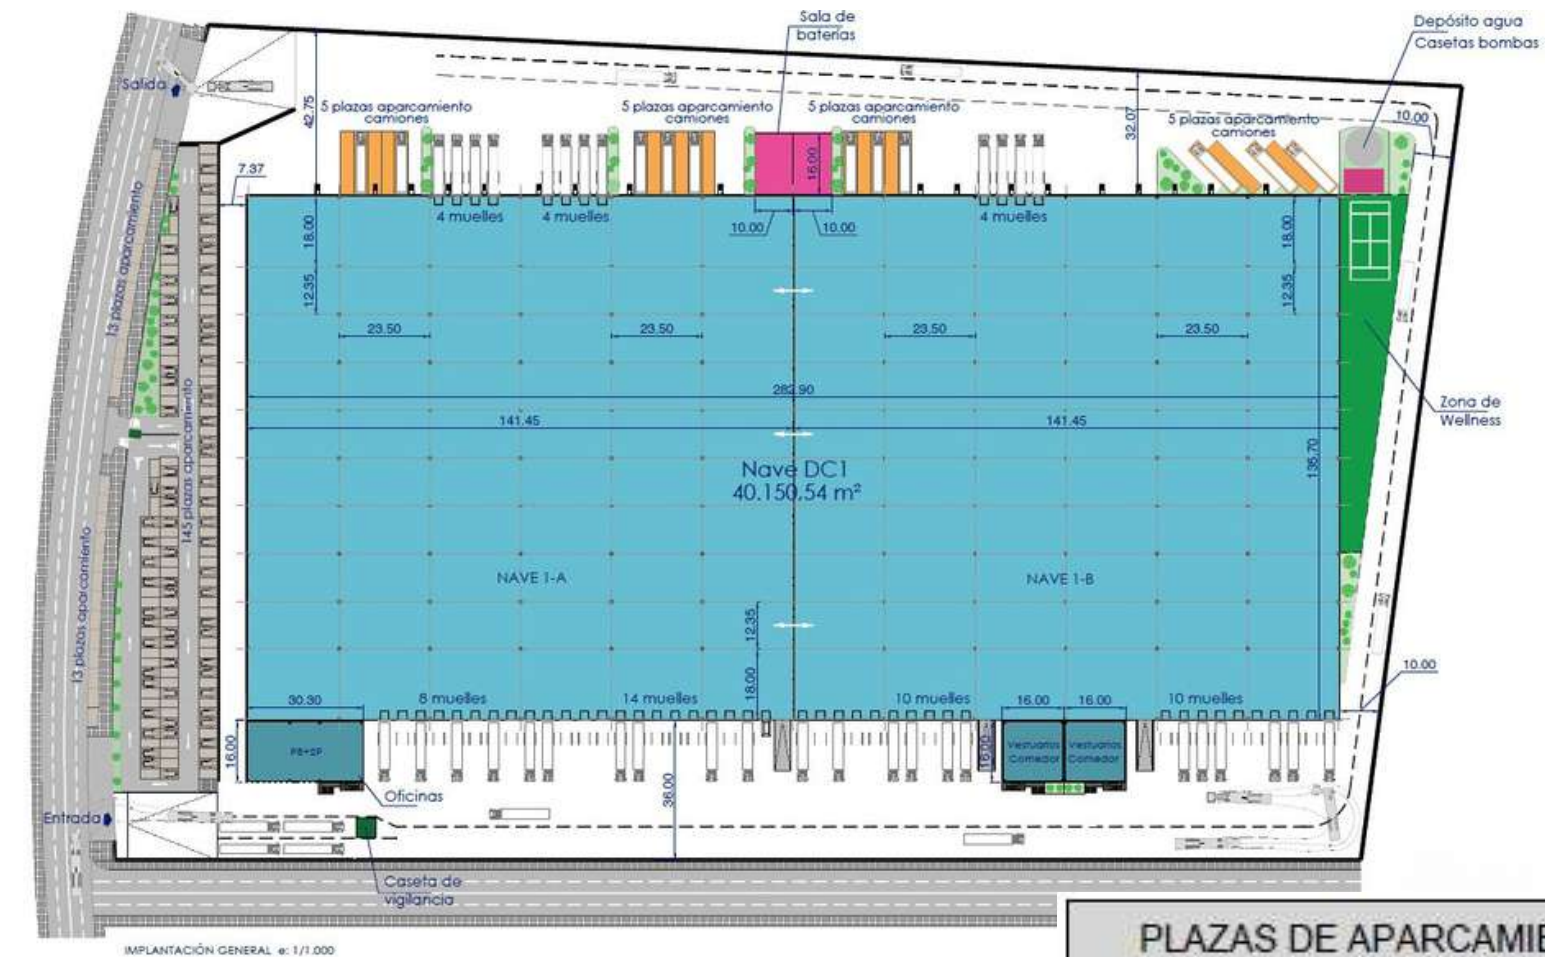 Sala de
baterías
Depósito agua
Casetas bombas
Salida
42.75
5 plazas aparcamiento
camiones
5 plazas aparcamiento
camiones
5 plazas aparcamiento
camiones
32.07
5 plazas aparcamiento
camiones
10.00
16.00
7.37
13 plazas aparcamiento
4 muelles
4 muelles
10.00
10.00
4 muelles
18.00
12.35
18.00
12.35
23.50
23.50
23.50
23.50
282.90
141.45
141.45
Zona de
Wellness
145 plazas aparcamiento
135.70
Nave DC1
40.150,54 m²
NAVE 1-A
NAVE 1-B
13 plazas aparcamiento
12.35
18.00
10.00
30.30
8 muelles
14 muelles
10 muelles
16.00
16.00
10 muelles
16.00
PB+2P
16.00
Vestuarios
Comedor
Vestuarios
Comedor
Oficinas
36.00
Entrada
Caseta de
vigilancia
IMPLANTACIÓN GENERAL e: 1/1.000
PLAZAS DE APARCAMIE